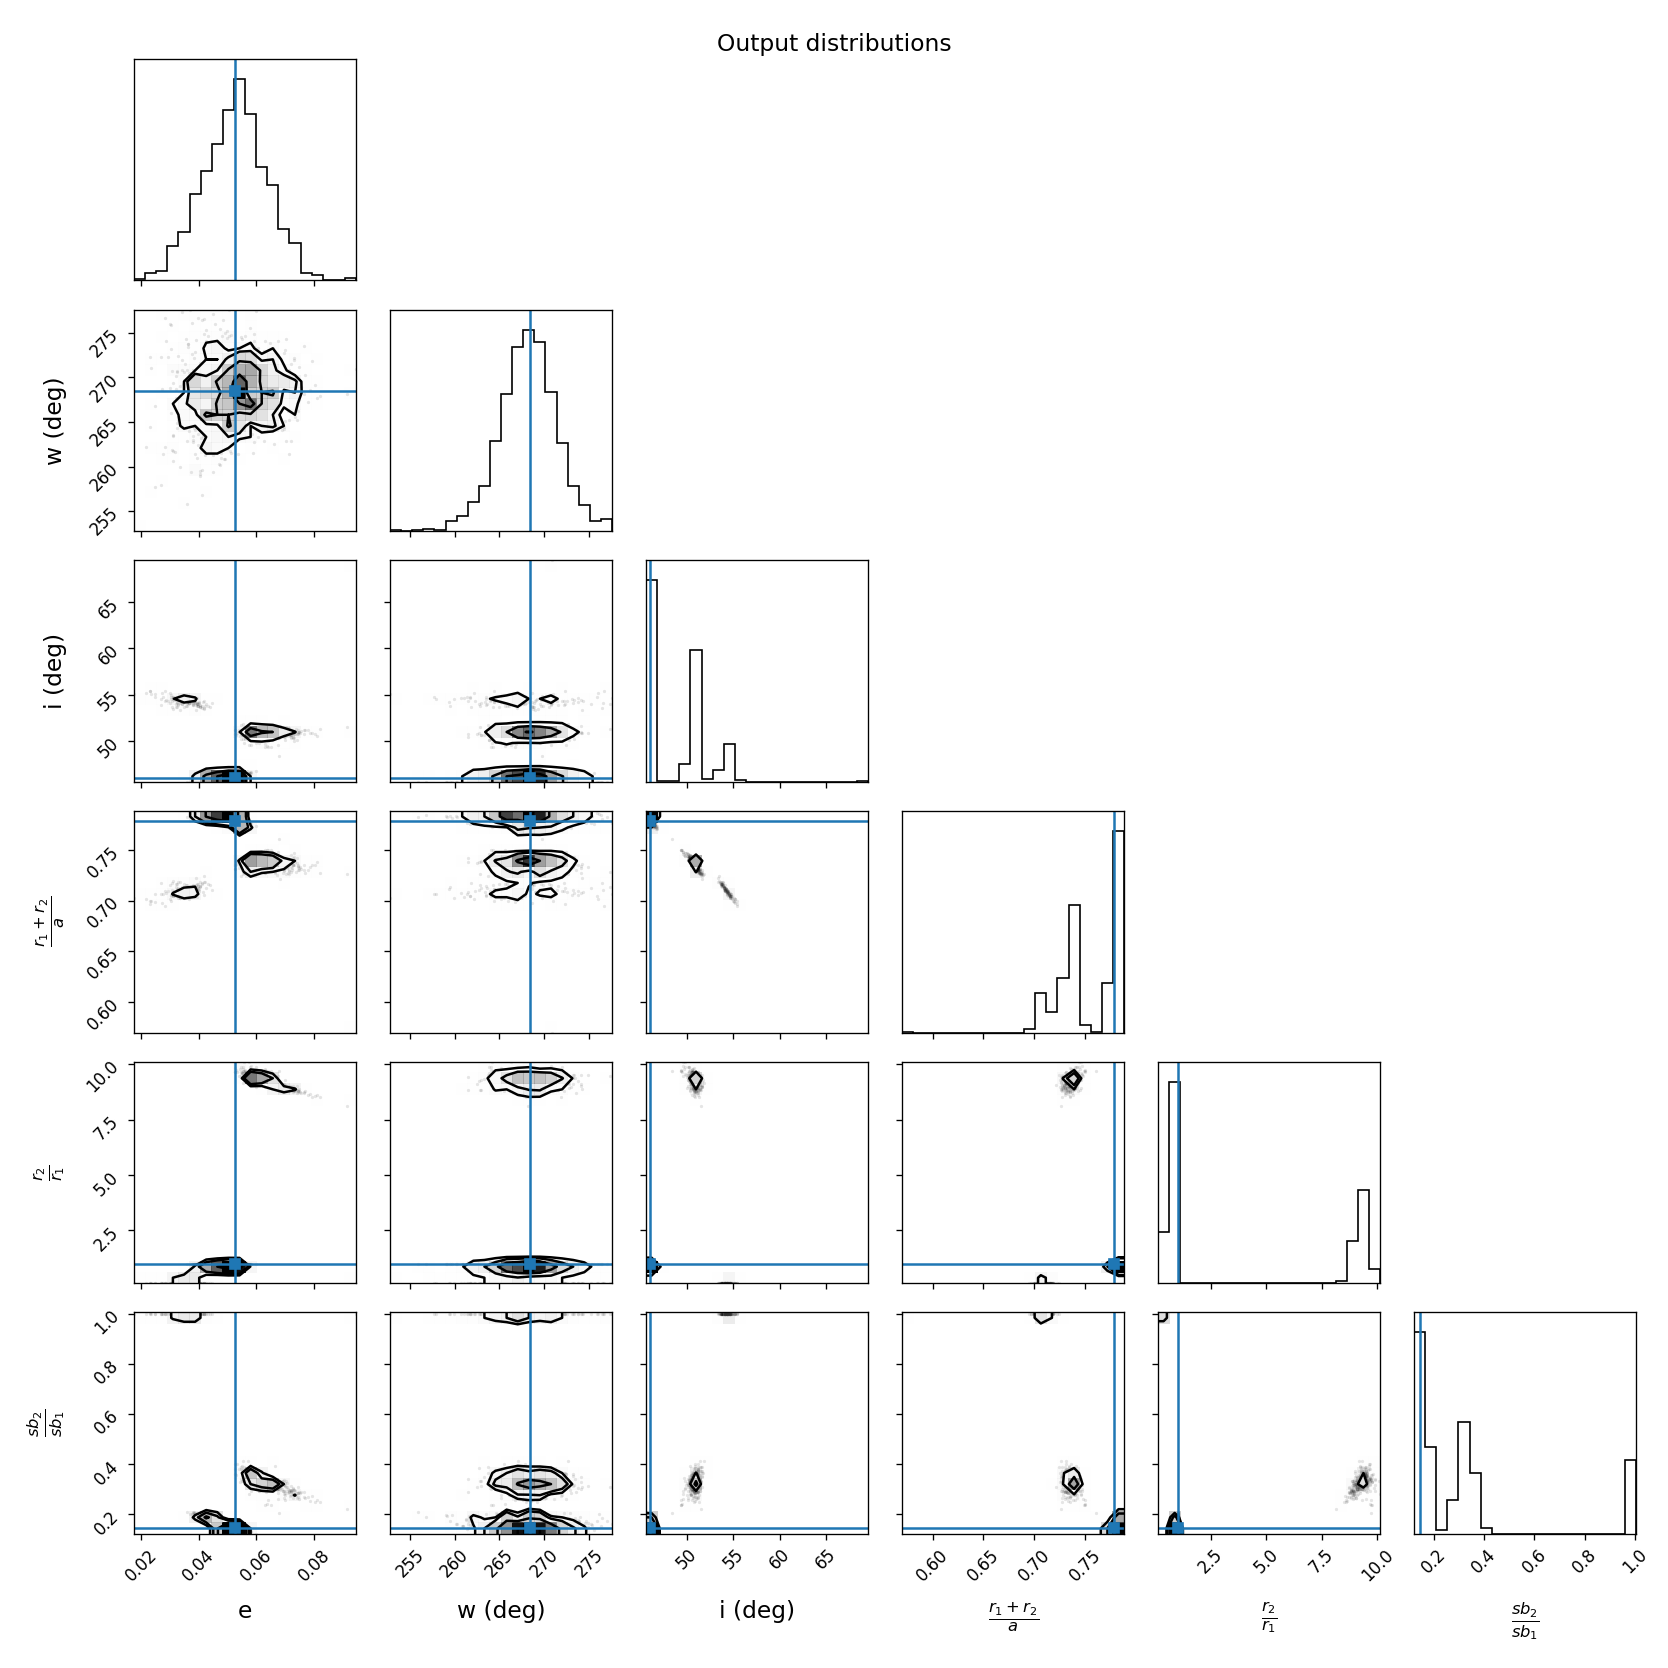 Output distributions
w (deg)
275
270
265
260
255
i (deg)
65
60
55
50
r₁ + r₂
a
0.75
0.70
0.65
0.60
r₂
r₁
10.0
7.5
5.0
2.5
sb₂
sb₁
1.0
0.8
0.6
0.4
0.2
0.02 0.04 0.06 0.08 255 260 265 270 275 50 55 60 65 0.60 0.65 0.70 0.75 2.5 5.0 7.5 10.0 0.2 0.4 0.6 0.8 1.0
e w (deg) i (deg) r₁ + r₂ r₂ sb₂
a r₁ sb₁